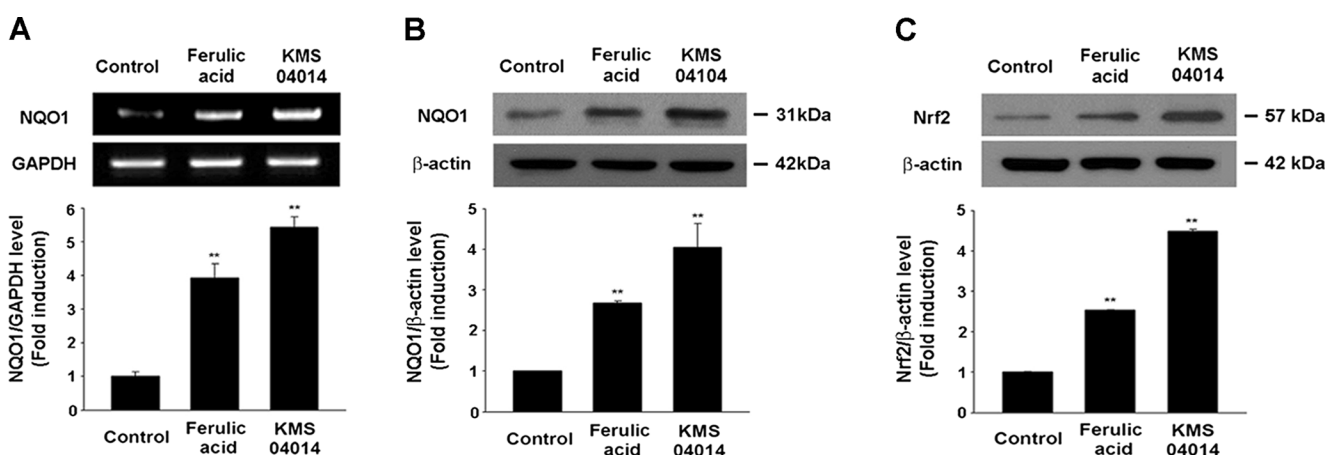 A
Control
Ferulic
acid
KMS
04014
NQO1
GAPDH
NQO1/GAPDH level
(Fold induction)
6
5
4
3
2
1
0
**
**
Control
Ferulic
acid
KMS
04014
B
Control
Ferulic
acid
KMS
04104
NQO1
31kDa
β-actin
42kDa
NQO1/β-actin level
(Fold induction)
5
4
3
2
1
0
**
**
Control
Ferulic
acid
KMS
04014
C
Control
Ferulic
acid
KMS
04014
Nrf2
57 kDa
β-actin
42 kDa
Nrf2/β-actin level
(Fold induction)
5
4
3
2
1
0
**
**
Control
Ferulic
acid
KMS
04014